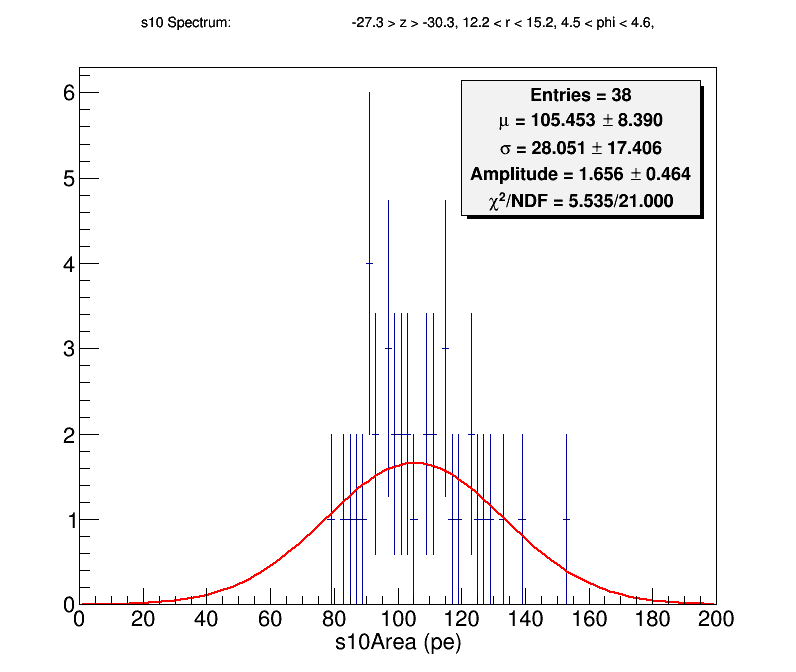 s10 Spectrum: -27.3 > z > -30.3, 12.2 < r < 15.2, 4.5 < phi < 4.6,
Entries = 38
μ = 105.453 ± 8.390
σ = 28.051 ± 17.406
Amplitude = 1.656 ± 0.464
χ²/NDF = 5.535/21.000
6
5
4
3
2
1
0
0 20 40 60 80 100 120 140 160 180 200
s10Area (pe)